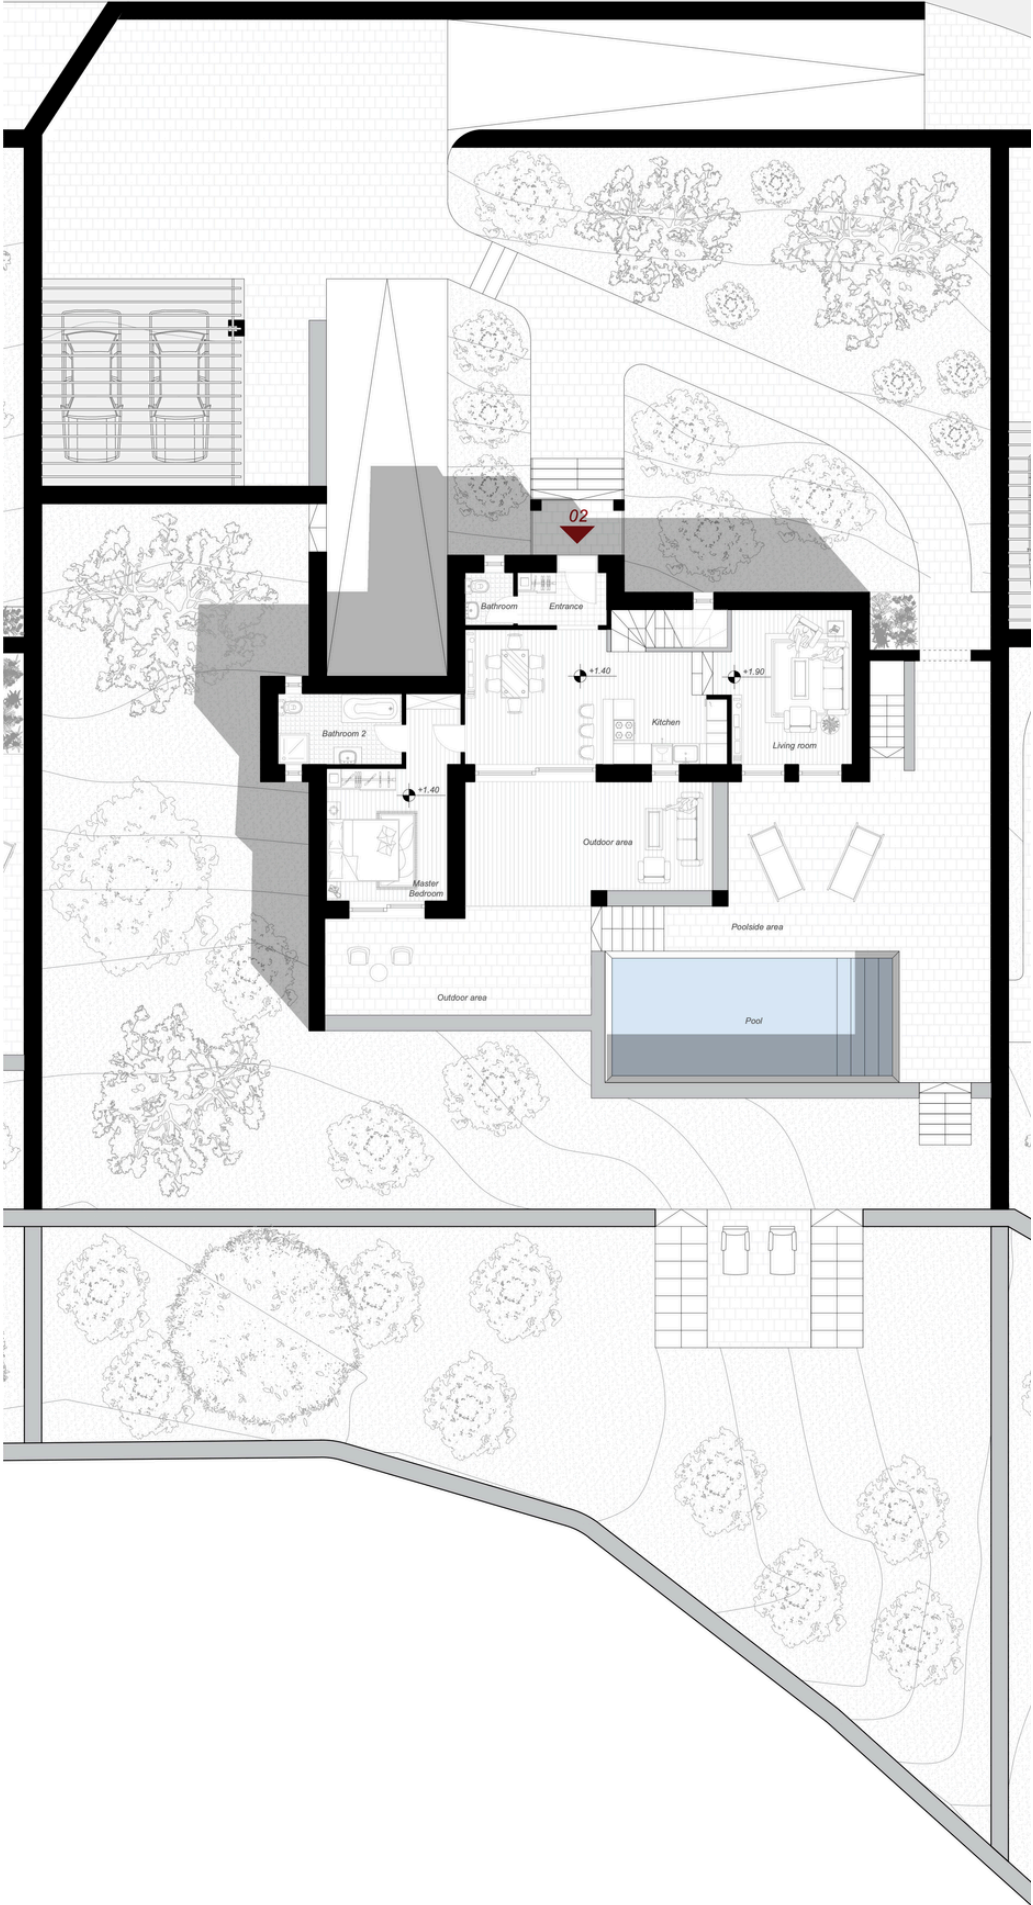 02
Bathroom
Entrance
+1.40
+1.90
Kitchen
Bathroom 2
Living room
+1.40
Outdoor area
Master
Bedroom
Poolside area
Outdoor area
Pool